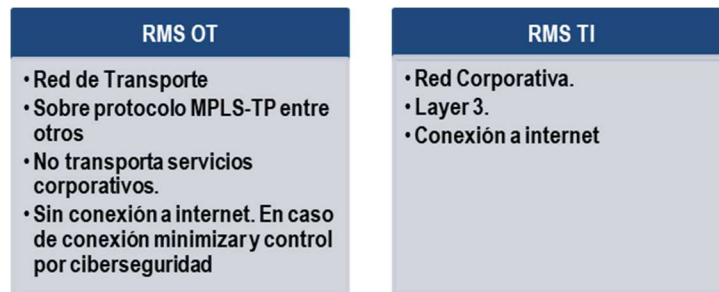 RMS OT
• Red de Transporte
• Sobre protocolo MPLS-TP entre
otros
• No transporta servicios
corporativos.
• Sin conexión a internet. En caso
de conexión minimizar y control
por ciberseguridad
RMS TI
• Red Corporativa.
• Layer 3.
• Conexión a internet